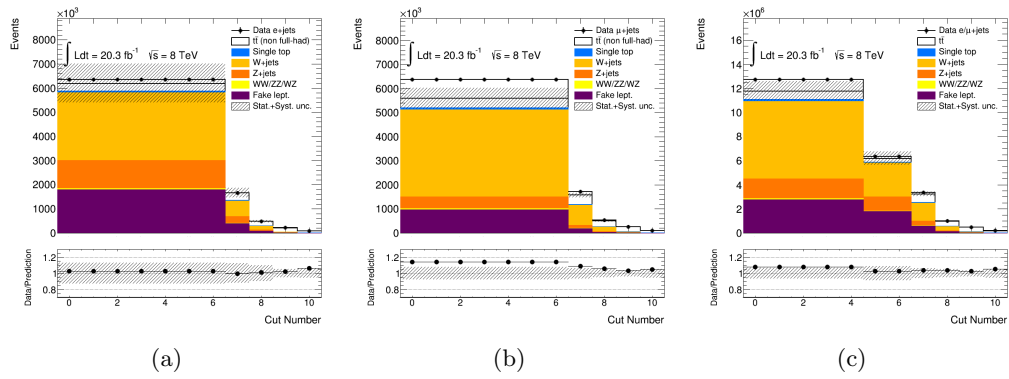 ×10³
Events
8000
7000
6000
5000
4000
3000
2000
1000
0
∫ Ldt = 20.3 fb⁻¹ √s = 8 TeV
Data e+jets
tt̄ (non full-had)
Single top
W+jets
Z+jets
WW/ZZ/WZ
Fake lept.
Stat.+Syst. unc.
Data/Prediction
1.2
1
0.8
0 2 4 6 8 10
Cut Number
(a)
×10³
Events
8000
7000
6000
5000
4000
3000
2000
1000
0
∫ Ldt = 20.3 fb⁻¹ √s = 8 TeV
Data μ+jets
tt̄ (non full-had)
Single top
W+jets
Z+jets
WW/ZZ/WZ
Fake lept.
Stat.+Syst. unc.
Data/Prediction
1.2
1
0.8
0 2 4 6 8 10
Cut Number
(b)
×10⁶
Events
16
14
12
10
8
6
4
2
0
∫ Ldt = 20.3 fb⁻¹ √s = 8 TeV
Data e/μ+jets
tt̄
Single top
W+jets
Z+jets
WW/ZZ/WZ
Fake lept.
Stat.+Syst. unc.
Data/Prediction
1.2
1
0.8
0 2 4 6 8 10
Cut Number
(c)